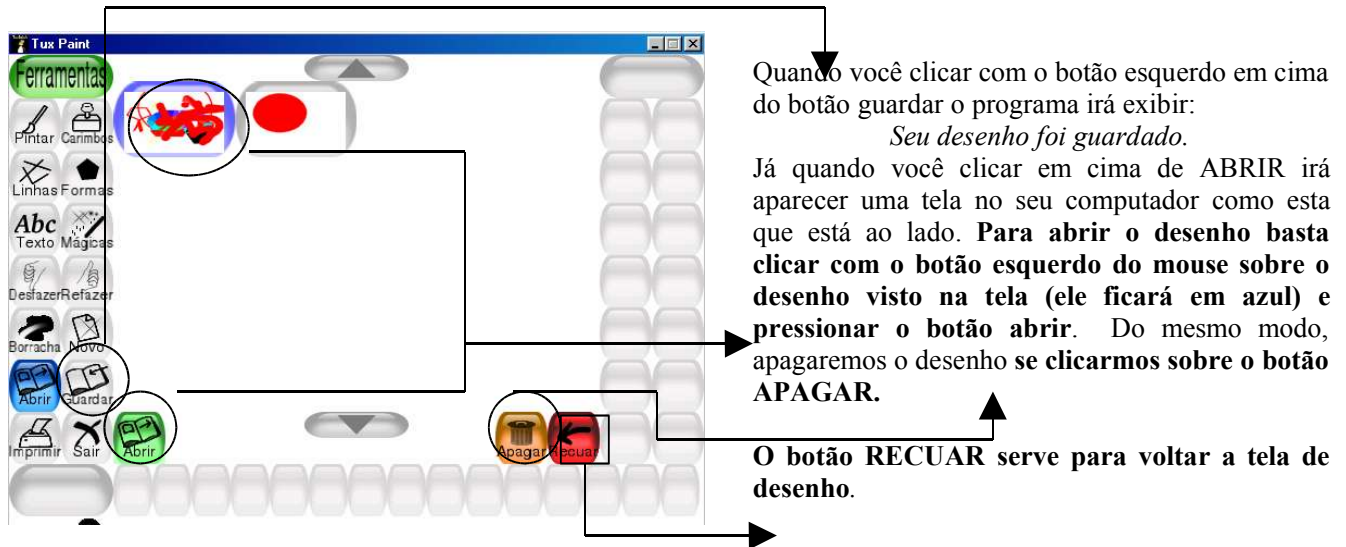 Tux Paint
Ferramentas
Pintar Carimbos
Linhas Formas
Abc
Texto Mágicas
Desfazer Refazer
Borracha Novo
Abrir Guardar
Imprimir Sair Abrir
Apagar Recuar
Quando você clicar com o botão esquerdo em cima
do botão guardar o programa irá exibir:
Seu desenho foi guardado.
Já quando você clicar em cima de ABRIR irá
aparecer uma tela no seu computador como esta
que está ao lado. Para abrir o desenho basta
clicar com o botão esquerdo do mouse sobre o
desenho visto na tela (ele ficará em azul) e
pressionar o botão abrir. Do mesmo modo,
apagaremos o desenho se clicarmos sobre o botão
APAGAR.
O botão RECUAR serve para voltar a tela de
desenho.